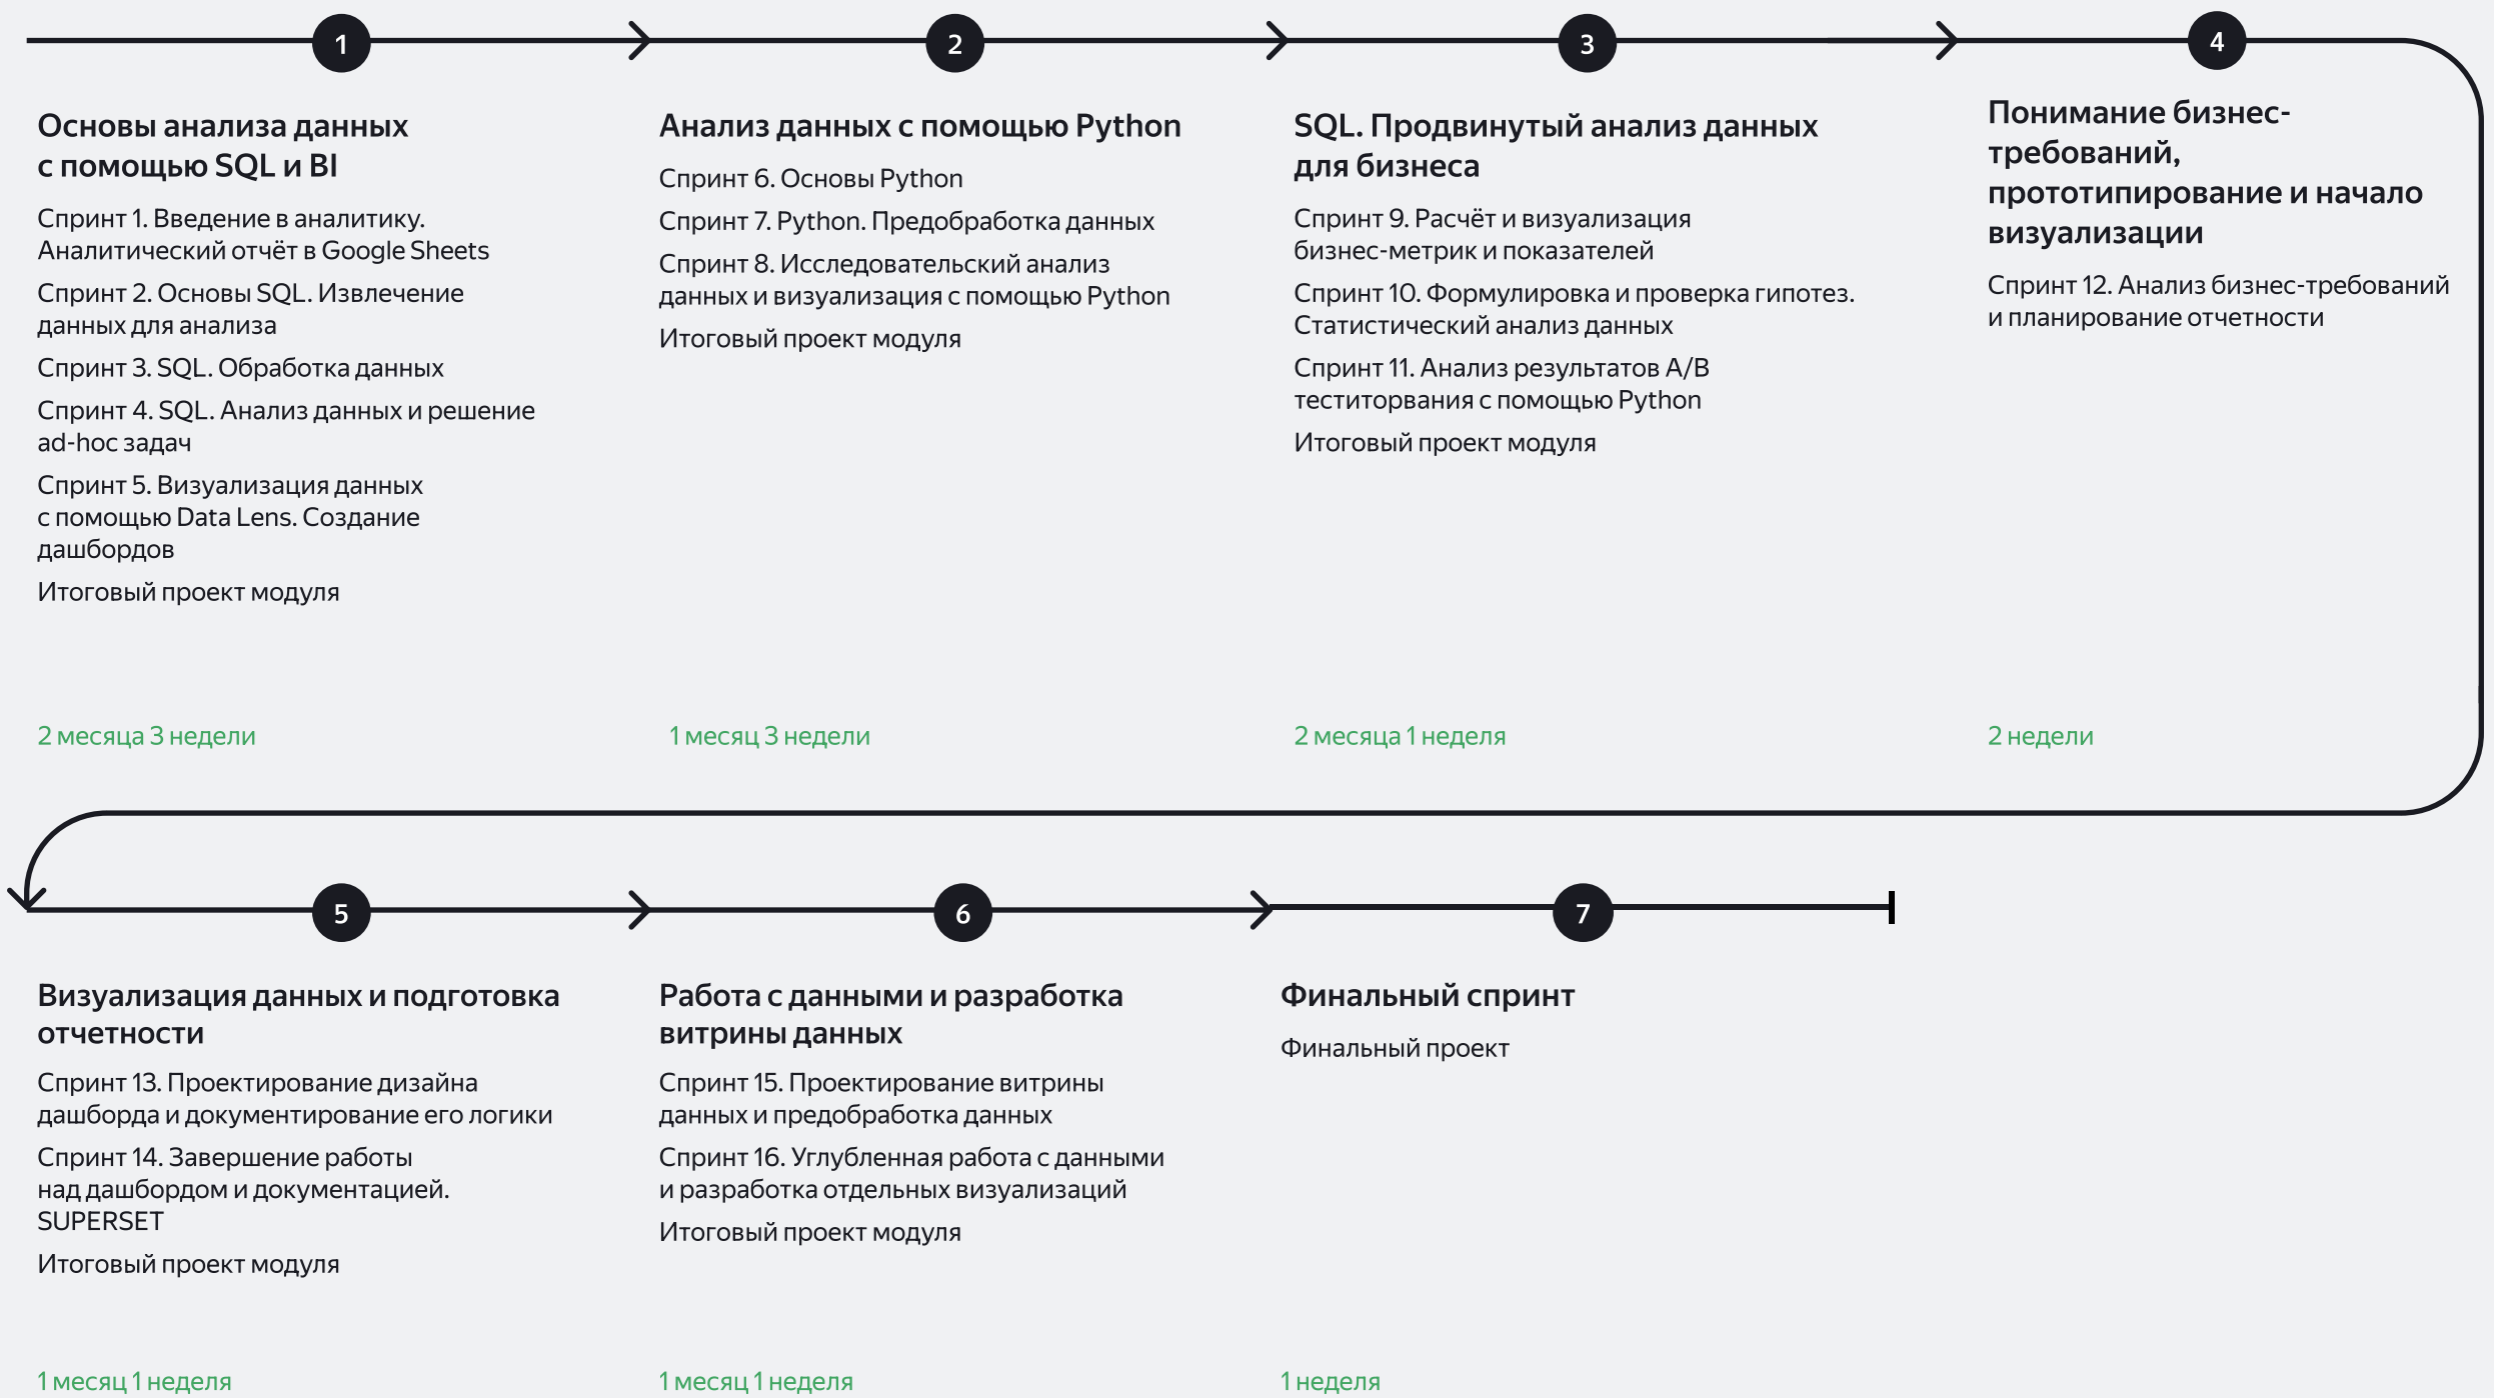 1
2
3
4
Основы анализа данных
с помощью SQL и BI
Спринт 1. Введение в аналитику.
Аналитический отчёт в Google Sheets
Спринт 2. Основы SQL. Извлечение
данных для анализа
Спринт 3. SQL. Обработка данных
Спринт 4. SQL. Анализ данных и решение
ad-hoc задач
Спринт 5. Визуализация данных
с помощью Data Lens. Создание
дашбордов
Итоговый проект модуля
2 месяца 3 недели
Анализ данных с помощью Python
Спринт 6. Основы Python
Спринт 7. Python. Предобработка данных
Спринт 8. Исследовательский анализ
данных и визуализация с помощью Python
Итоговый проект модуля
1 месяц 3 недели
SQL. Продвинутый анализ данных
для бизнеса
Спринт 9. Расчёт и визуализация
бизнес-метрик и показателей
Спринт 10. Формулировка и проверка гипотез.
Статистический анализ данных
Спринт 11. Анализ результатов A/B
теститорвания с помощью Python
Итоговый проект модуля
2 месяца 1 неделя
Понимание бизнес-
требований,
прототипирование и начало
визуализации
Спринт 12. Анализ бизнес-требований
и планирование отчетности
2 недели
5
6
7
Визуализация данных и подготовка
отчетности
Спринт 13. Проектирование дизайна
дашборда и документирование его логики
Спринт 14. Завершение работы
над дашбордом и документацией.
SUPERSET
Итоговый проект модуля
1 месяц 1 неделя
Работа с данными и разработка
витрины данных
Спринт 15. Проектирование витрины
данных и предобработка данных
Спринт 16. Углубленная работа с данными
и разработка отдельных визуализаций
Итоговый проект модуля
1 месяц 1 неделя
Финальный спринт
Финальный проект
1 неделя